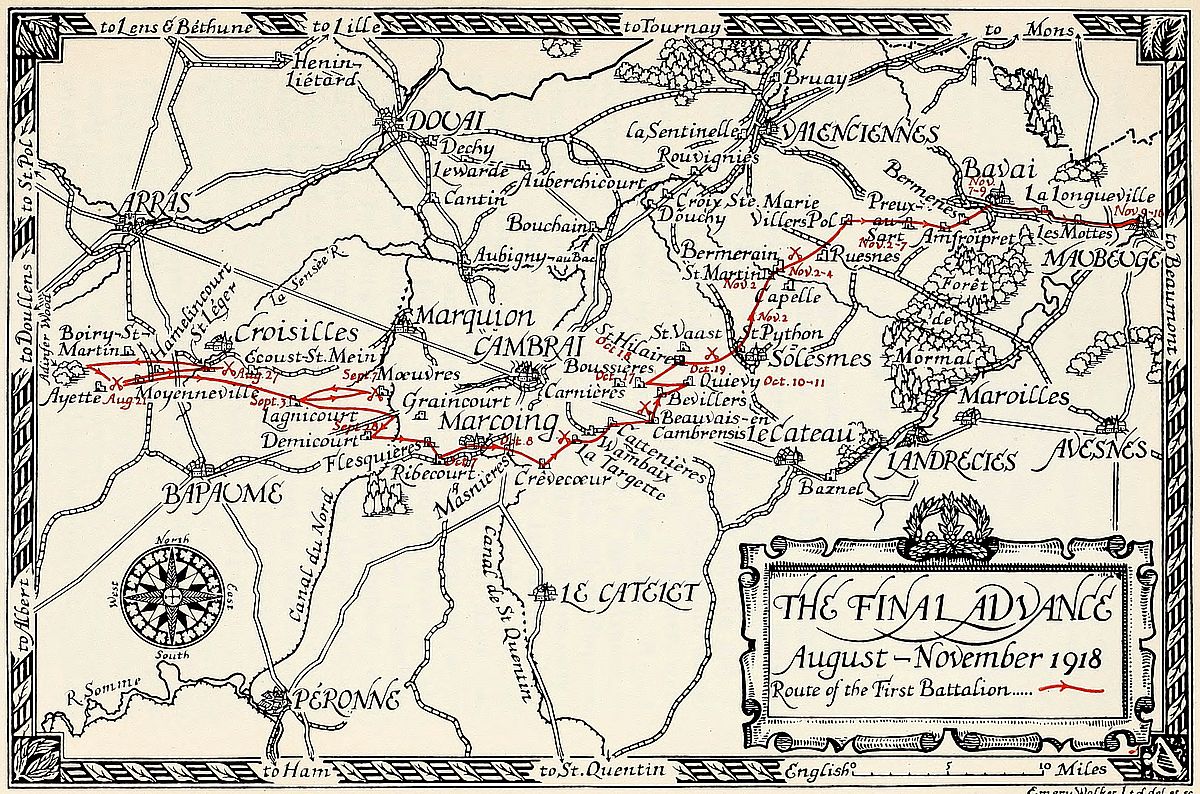 to Lens & Béthune
to Lille
to Tournay
to Mons
Henin-
Liétard
Bruay
DOUAI
la Sentinelle
VALENCIENNES
Dechy
Lewarde
Rouvignies
Auberchicourt
Cantin
Bermeries
Bavai
Nov.
7-9
La Longueville
to St. Pol
ARRAS
Croix Ste. Marie
Douchy
Villers Pol
Preux-
au-
Sart
Nov. 2-7
Amfroipret
Les Mottes
Nov. 9-10
Bouchain
Aubigny-au-Bac
Bermerain
St Martin
Nov 2
Nov. 2-4
Ruesnes
MAUBEUGE
to Beaumont
to Doullens
Adinfer Wood
Hamelincourt
St. Léger
La Sensée R
Capelle
Forêt
de
Mormal
Boiry-St-
Martin
Croisilles
Marquion
CAMBRAI
St. Hilaire
Oct. 18
St. Vaast
Nov. 2
St Python
Solesmes
Ecoust-St. Mein
Ayette
Aug. 21
Moyenneville
Aug. 27
Sept. 7
Mœuvres
Boussières
Oct. 19
Quievy
Oct. 10-11
Carnières
Bevillers
Maroilles
Sept. 3
Lagnicourt
Graincourt
Marcoing
Beauvais-en
Cambrensis
le Cateau
Demicourt
Oct. 8
Cattenières
Wambaix
La Targette
LANDRECIES
AVESNES
Flesquières
Ribecourt
Masnières
Crèvecœur
Baznel
BAPAUME
Canal du Nord
Canal de St Quentin
North
West
East
South
LE CATELET
to Albert
R. Somme
PÉRONNE
THE FINAL ADVANCE
August – November 1918
Route of the First Battalion.....
to Ham
to St. Quentin
English 0 5 10 Miles
Emery Walker Ltd. del. et sc.